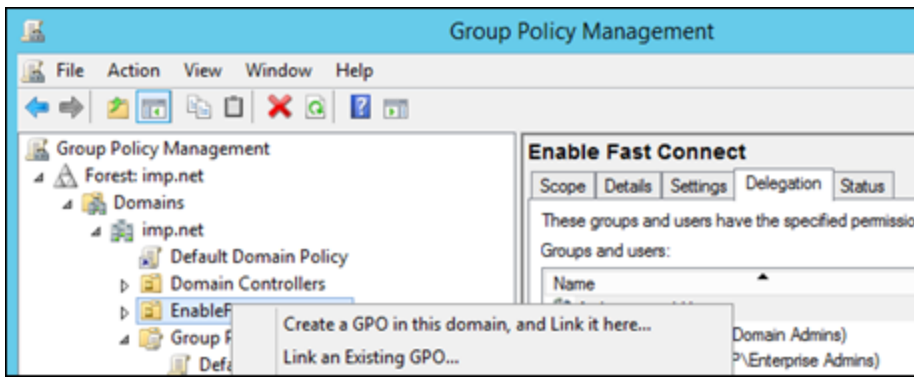 Group Policy Management
File Action View Window Help
Group Policy Management
Forest: imp.net
Domains
imp.net
Default Domain Policy
Domain Controllers
EnableF
Group P
Defa
Create a GPO in this domain, and Link it here...
Link an Existing GPO...
Enable Fast Connect
Scope Details Settings Delegation Status
These groups and users have the specified permissio
Groups and users:
Name
Domain Admins)
P\Enterprise Admins)